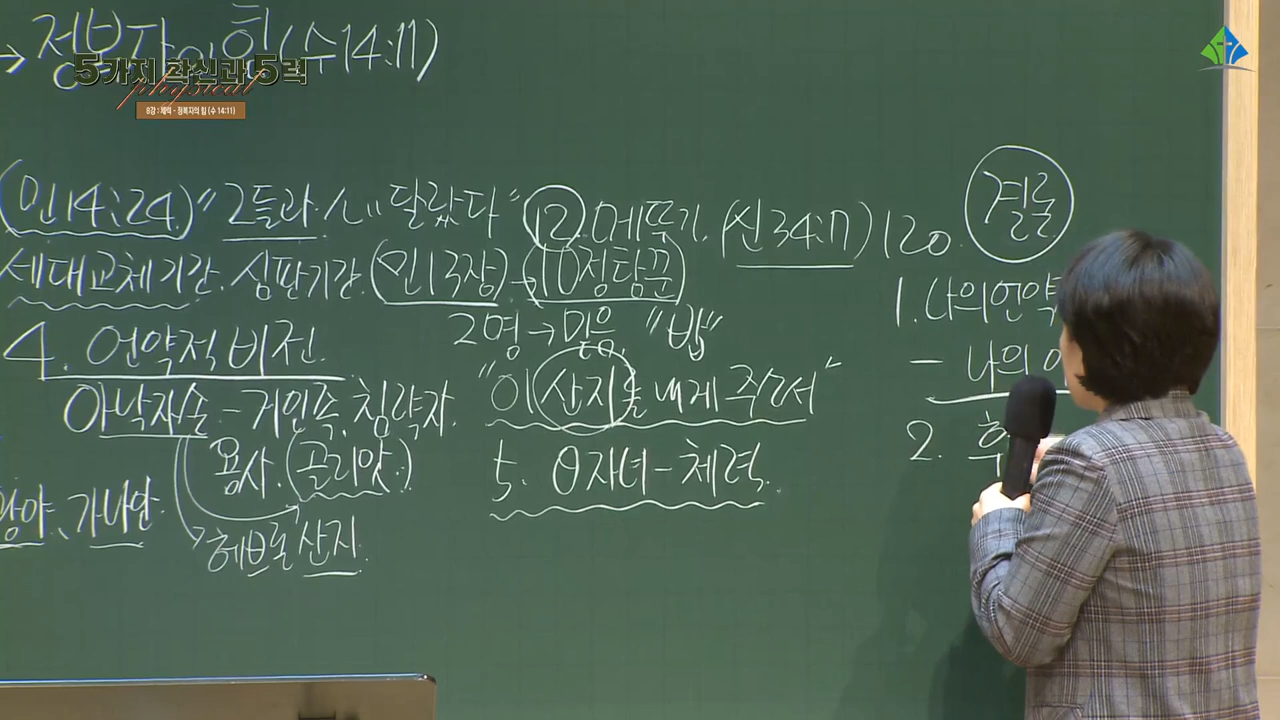 → 정복자의 힘 (수14:11)
5가지 확신과 5력
physical
8강 : 체력 - 정복자의 힘 (수 14:11)
(민14:24) "그들과 달랐다" 12 메뚜기 (신34:7) 120
세대교체기간. 심판기간. (민13장) → 10정탐꾼
2명 → 믿음 "밥"
4. 언약적 비전
아낙자손 - 거인족, 침략자.
용사. (골리앗)
헤브론 산지.
광야, 가나안.
"이 산지를 내게 주소서"
5. θ자녀 - 체력.
결론
1. 나의 언약
- 나의
2. 후